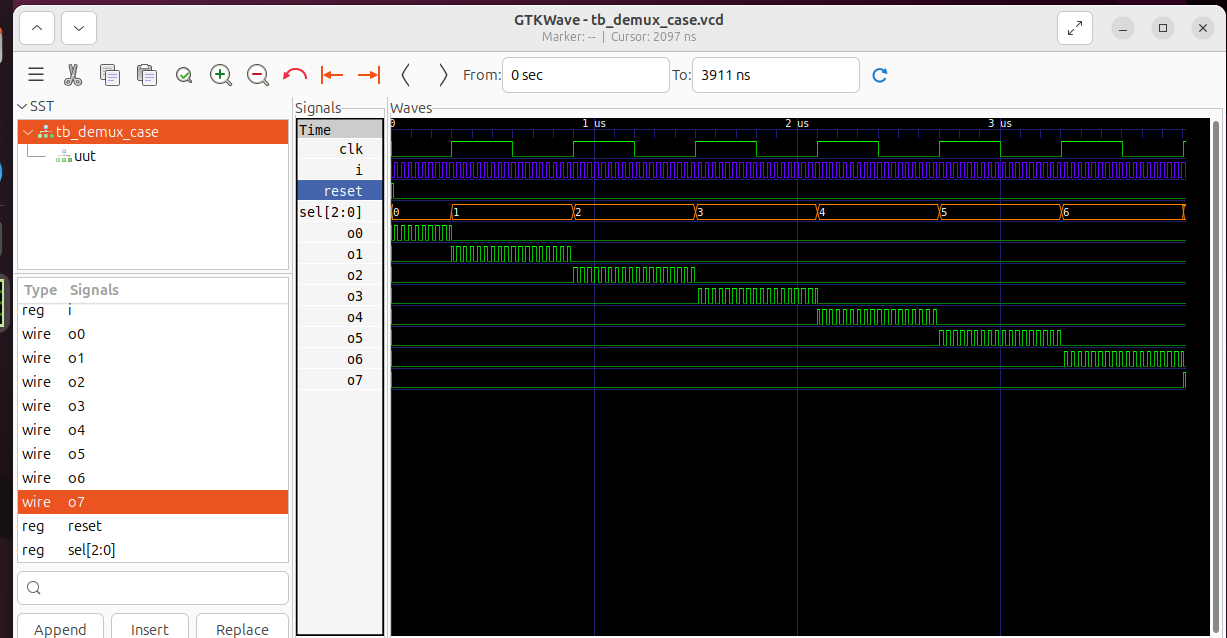 GTKWave - tb_demux_case.vcd
Marker: -- | Cursor: 2097 ns
From: 0 sec To: 3911 ns
SST
tb_demux_case
uut
Type Signals
reg i
wire o0
wire o1
wire o2
wire o3
wire o4
wire o5
wire o6
wire o7
reg reset
reg sel[2:0]
Append Insert Replace
Signals
Time
clk
i
reset
sel[2:0]
o0
o1
o2
o3
o4
o5
o6
o7
Waves
0 1 us 2 us 3 us
0 1 2 3 4 5 6